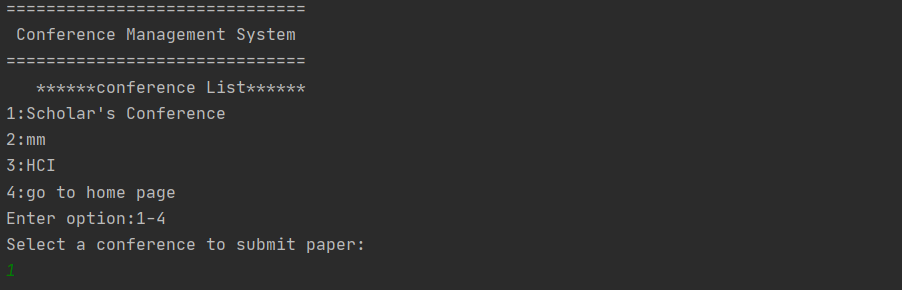 ==============================
 Conference Management System
==============================
   ******conference List******
1:Scholar's Conference
2:mm
3:HCI
4:go to home page
Enter option:1-4
Select a conference to submit paper:
1